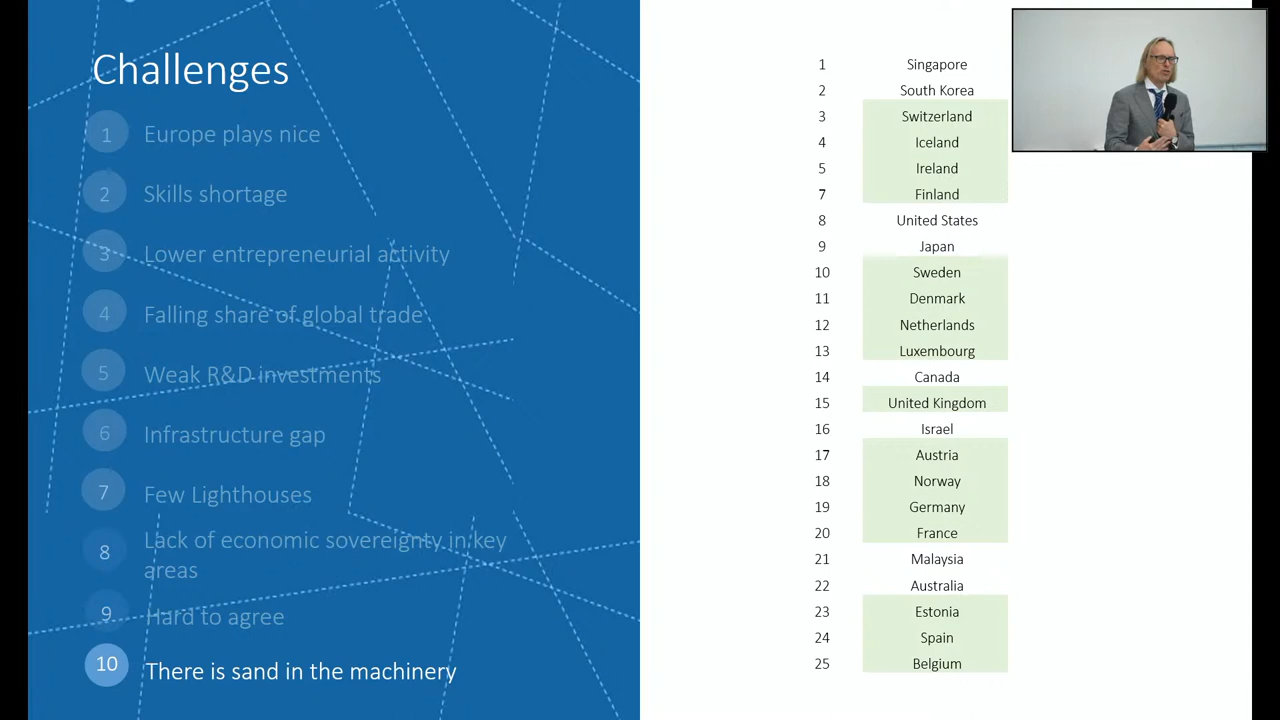 Challenges
1 Europe plays nice
2 Skills shortage
3 Lower entrepreneurial activity
4 Falling share of global trade
5 Weak R&D investments
6 Infrastructure gap
7 Few Lighthouses
8 Lack of economic sovereignty in key
areas
9 Hard to agree
10 There is sand in the machinery
1 Singapore
2 South Korea
3 Switzerland
4 Iceland
5 Ireland
7 Finland
8 United States
9 Japan
10 Sweden
11 Denmark
12 Netherlands
13 Luxembourg
14 Canada
15 United Kingdom
16 Israel
17 Austria
18 Norway
19 Germany
20 France
21 Malaysia
22 Australia
23 Estonia
24 Spain
25 Belgium